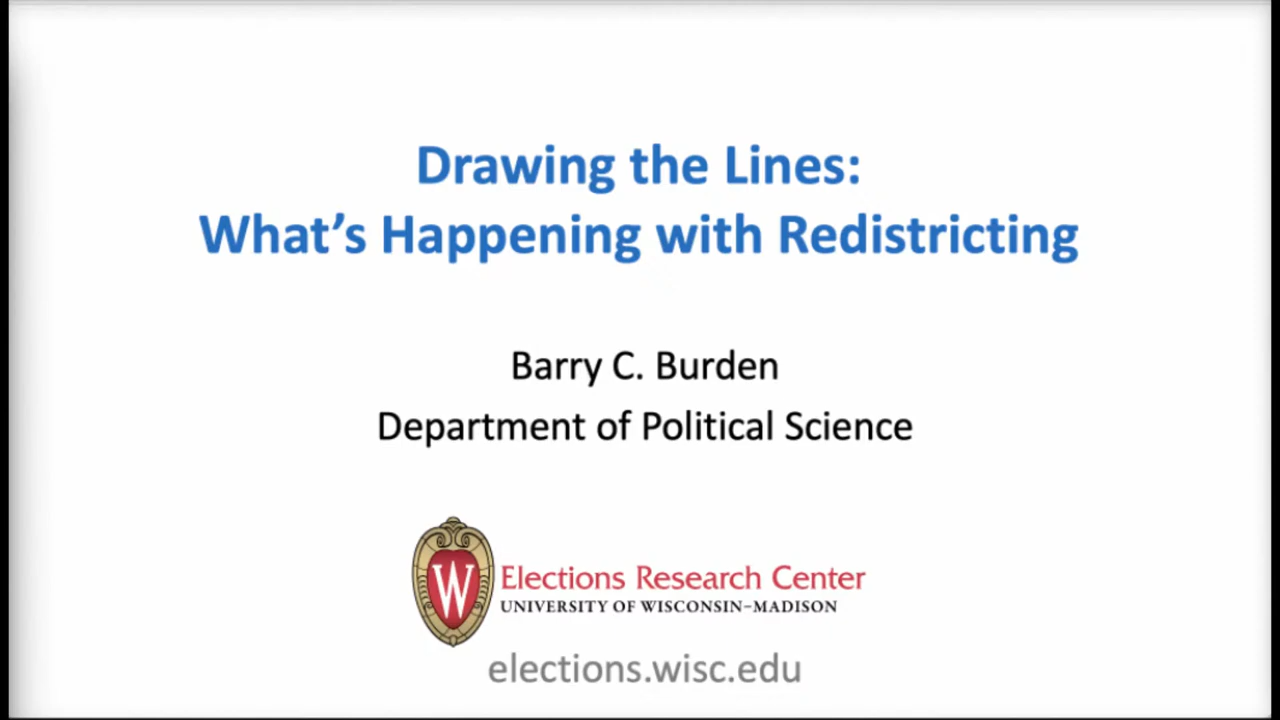 Drawing the Lines:
What's Happening with Redistricting
Barry C. Burden
Department of Political Science
W
Elections Research Center
UNIVERSITY OF WISCONSIN–MADISON
elections.wisc.edu